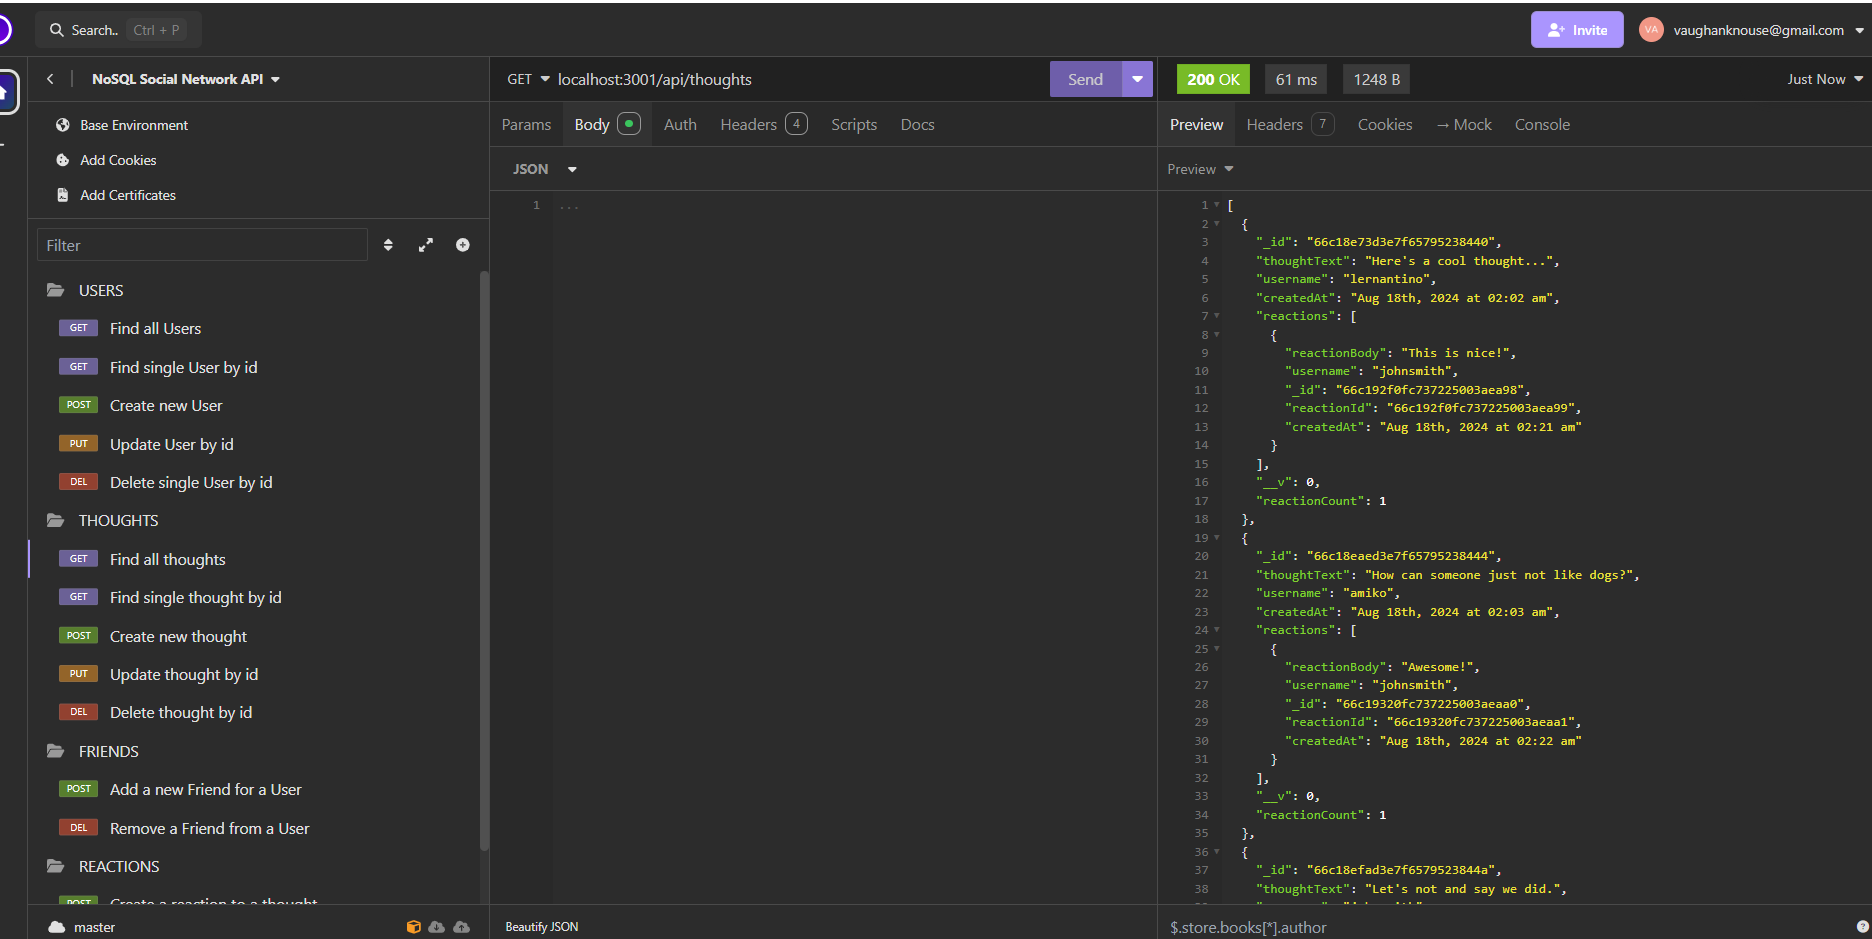 Search.. Ctrl + P
Invite
VA vaughanknouse@gmail.com
NoSQL Social Network API
Base Environment
Add Cookies
Add Certificates
Filter
USERS
GET Find all Users
GET Find single User by id
POST Create new User
PUT Update User by id
DEL Delete single User by id
THOUGHTS
GET Find all thoughts
GET Find single thought by id
POST Create new thought
PUT Update thought by id
DEL Delete thought by id
FRIENDS
POST Add a new Friend for a User
DEL Remove a Friend from a User
REACTIONS
POST Create a reaction to a thought
master
GET localhost:3001/api/thoughts Send
Params Body Auth Headers 4 Scripts Docs
JSON
1 ...
Beautify JSON
200 OK 61 ms 1248 B Just Now
Preview Headers 7 Cookies → Mock Console
Preview
1 [
2 {
3 "_id": "66c18e73d3e7f65795238440",
4 "thoughtText": "Here's a cool thought...",
5 "username": "lernantino",
6 "createdAt": "Aug 18th, 2024 at 02:02 am",
7 "reactions": [
8 {
9 "reactionBody": "This is nice!",
10 "username": "johnsmith",
11 "_id": "66c192f0fc737225003aea98",
12 "reactionId": "66c192f0fc737225003aea99",
13 "createdAt": "Aug 18th, 2024 at 02:21 am"
14 }
15 ],
16 "__v": 0,
17 "reactionCount": 1
18 },
19 {
20 "_id": "66c18eaed3e7f65795238444",
21 "thoughtText": "How can someone just not like dogs?",
22 "username": "amiko",
23 "createdAt": "Aug 18th, 2024 at 02:03 am",
24 "reactions": [
25 {
26 "reactionBody": "Awesome!",
27 "username": "johnsmith",
28 "_id": "66c19320fc737225003aeaa0",
29 "reactionId": "66c19320fc737225003aeaa1",
30 "createdAt": "Aug 18th, 2024 at 02:22 am"
31 }
32 ],
33 "__v": 0,
34 "reactionCount": 1
35 },
36 {
37 "_id": "66c18efad3e7f6579523844a",
38 "thoughtText": "Let's not and say we did.",
$.store.books[*].author